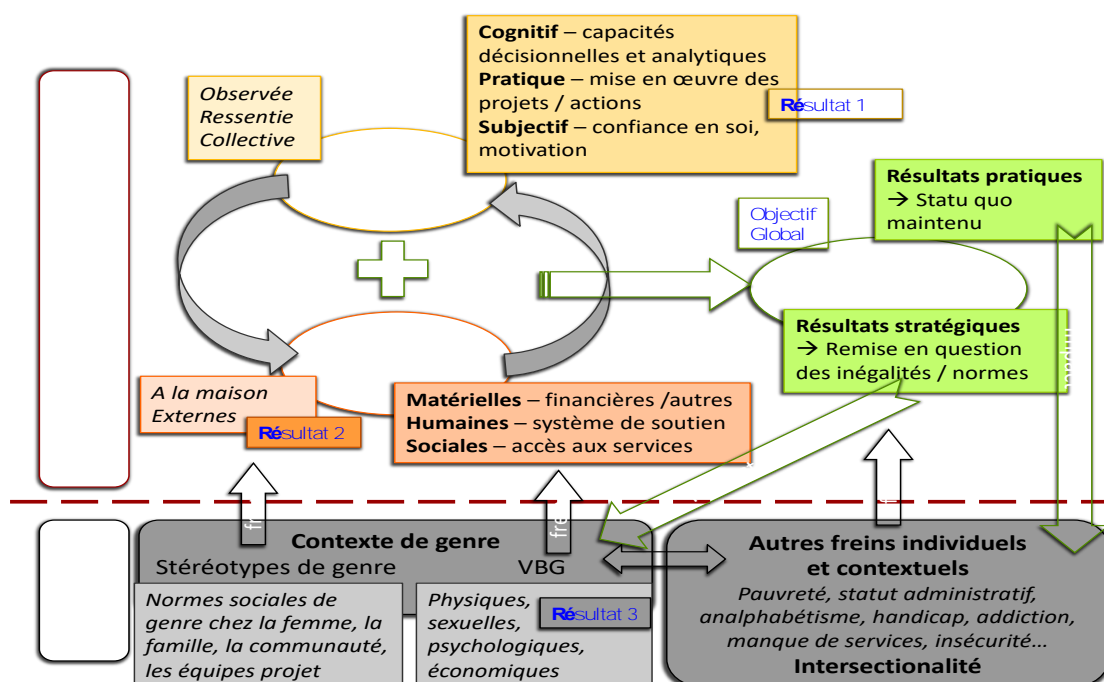 Cognitif – capacités
décisionnelles et analytiques
Pratique – mise en œuvre des
projets / actions
Subjectif – confiance en soi,
motivation
Résultat 1
Observée
Ressentie
Collective
Résultats pratiques
→ Statu quo
maintenu
Objectif
Global
Résultats stratégiques
→ Remise en question
des inégalités / normes
A la maison
Externes
Résultat 2
Matérielles – financières /autres
Humaines – système de soutien
Sociales – accès aux services
Contexte de genre
Stéréotypes de genre
VBG
Normes sociales de
genre chez la femme, la
famille, la communauté,
les équipes projet
Physiques,
sexuelles,
psychologiques,
économiques
Résultat 3
Autres freins individuels
et contextuels
Pauvreté, statut administratif,
analphabétisme, handicap, addiction,
manque de services, insécurité…
Intersectionalité